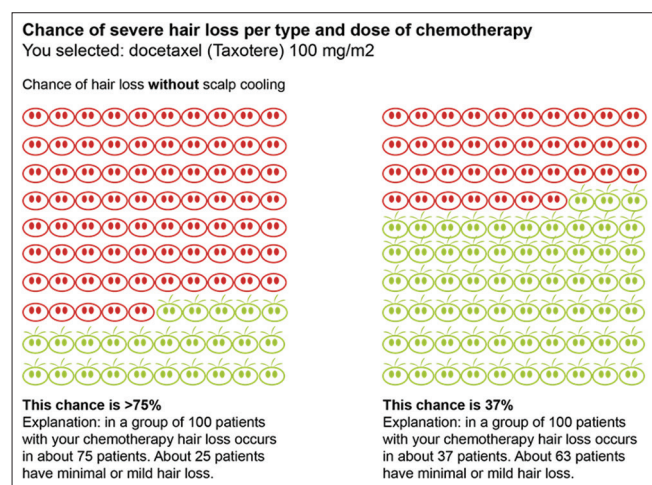 Chance of severe hair loss per type and dose of chemotherapy
You selected: docetaxel (Taxotere) 100 mg/m2
Chance of hair loss without scalp cooling
This chance is >75%
Explanation: in a group of 100 patients
with your chemotherapy hair loss occurs
in about 75 patients. About 25 patients
have minimal or mild hair loss.
This chance is 37%
Explanation: in a group of 100 patients
with your chemotherapy hair loss occurs
in about 37 patients. About 63 patients
have minimal or mild hair loss.